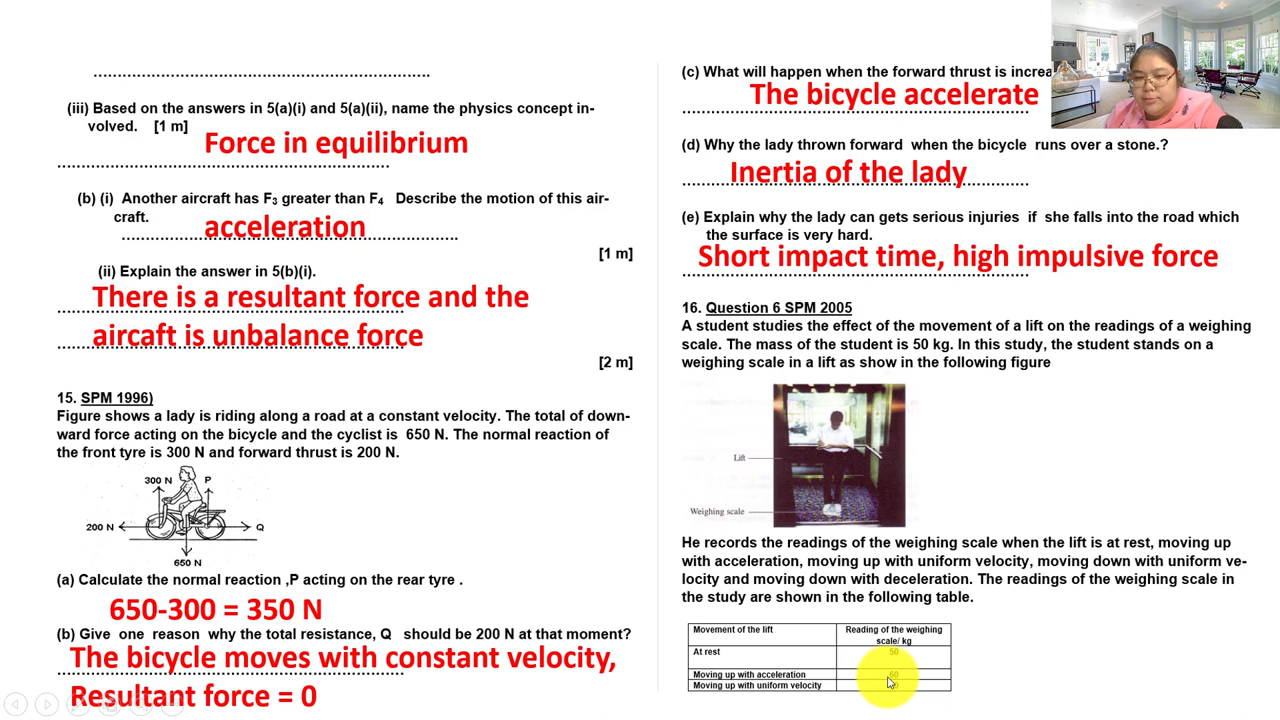 (iii) Based on the answers in 5(a)(i) and 5(a)(ii), name the physics concept in-
volved. [1 m]
Force in equilibrium
(b) (i) Another aircraft has F3 greater than F4 Describe the motion of this air-
craft.
acceleration
[1 m]
(ii) Explain the answer in 5(b)(i).
There is a resultant force and the
aircaft is unbalance force
[2 m]
15. SPM 1996)
Figure shows a lady is riding along a road at a constant velocity. The total of down-
ward force acting on the bicycle and the cyclist is 650 N. The normal reaction of
the front tyre is 300 N and forward thrust is 200 N.
300 N P
200 N Q
650 N
(a) Calculate the normal reaction ,P acting on the rear tyre .
650-300 = 350 N
(b) Give one reason why the total resistance, Q should be 200 N at that moment?
The bicycle moves with constant velocity,
Resultant force = 0
(c) What will happen when the forward thrust is
The bicycle accelerate
(d) Why the lady thrown forward when the bicycle runs over a stone.?
Inertia of the lady
(e) Explain why the lady can gets serious injuries if she falls into the road which
the surface is very hard.
Short impact time, high impulsive force
16. Question 6 SPM 2005
A student studies the effect of the movement of a lift on the readings of a weighing
scale. The mass of the student is 50 kg. In this study, the student stands on a
weighing scale in a lift as show in the following figure
Lift
Weighing scale
He records the readings of the weighing scale when the lift is at rest, moving up
with acceleration, moving up with uniform velocity, moving down with uniform ve-
locity and moving down with deceleration. The readings of the weighing scale in
the study are shown in the following table.
Movement of the lift Reading of the weighing
scale/ kg
At rest 50
Moving up with acceleration 60
Moving up with uniform velocity